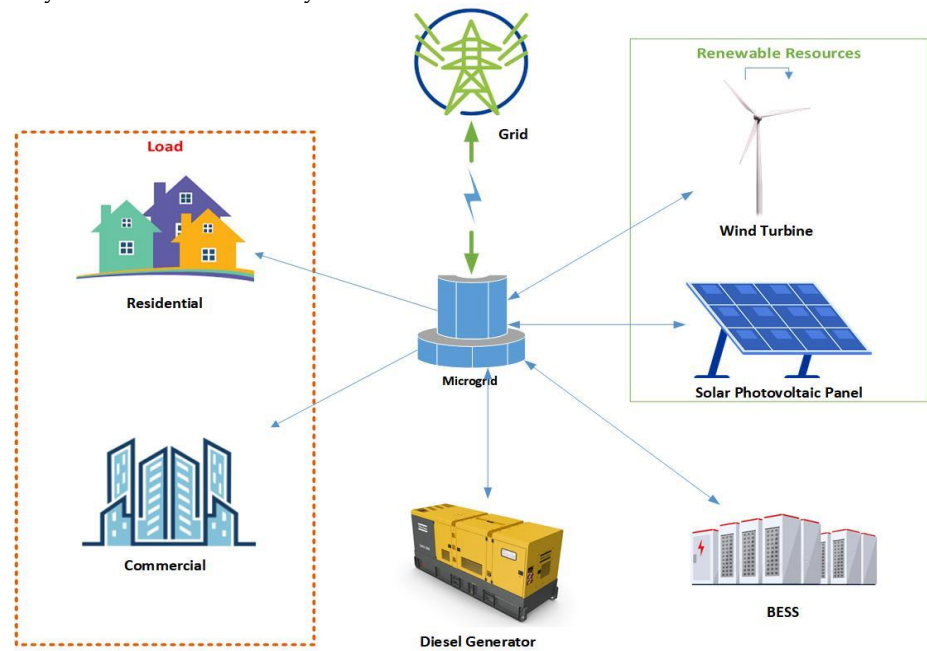 Renewable Resources
Grid
Load
Wind Turbine
Residential
Microgrid
Solar Photovoltaic Panel
Commercial
BESS
Diesel Generator